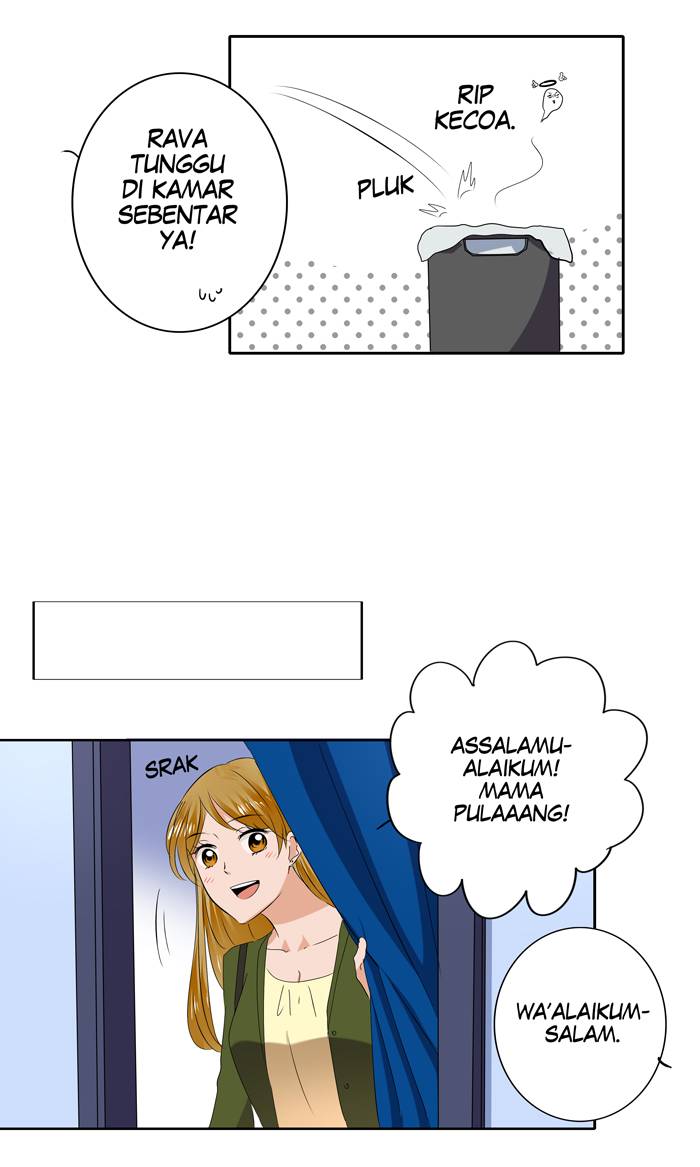 RAVA
TUNGGU
DI KAMAR
SEBENTAR
YA!
RIP
KECOA.
PLUK
SRAK
ASSALAMU-
ALAIKUM!
MAMA
PULAAANG!
WA'ALAIKUM-
SALAM.